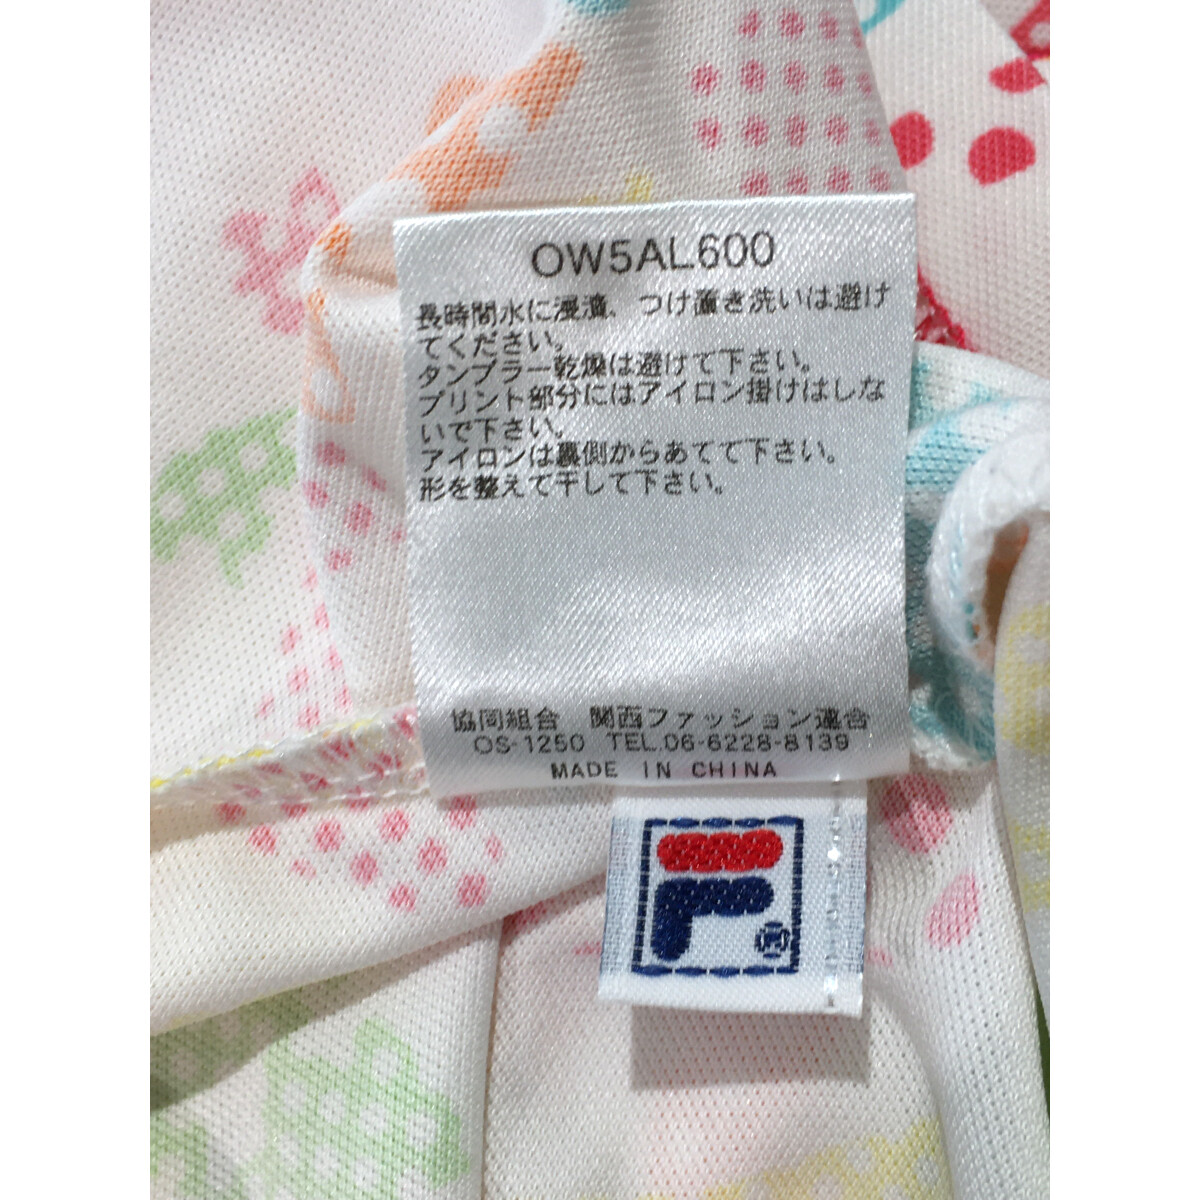 OW5AL600
長時間水に浸漬、つけ置き洗いは避け
てください。
タンブラー乾燥は避けて下さい。
プリント部分にはアイロン掛けはしな
いで下さい。
アイロンは裏側からあてて下さい。
形を整えて干して下さい。
協同組合　関西ファッション連合
OS-1250 TEL.06-6228-8139
MADE IN CHINA
F
®